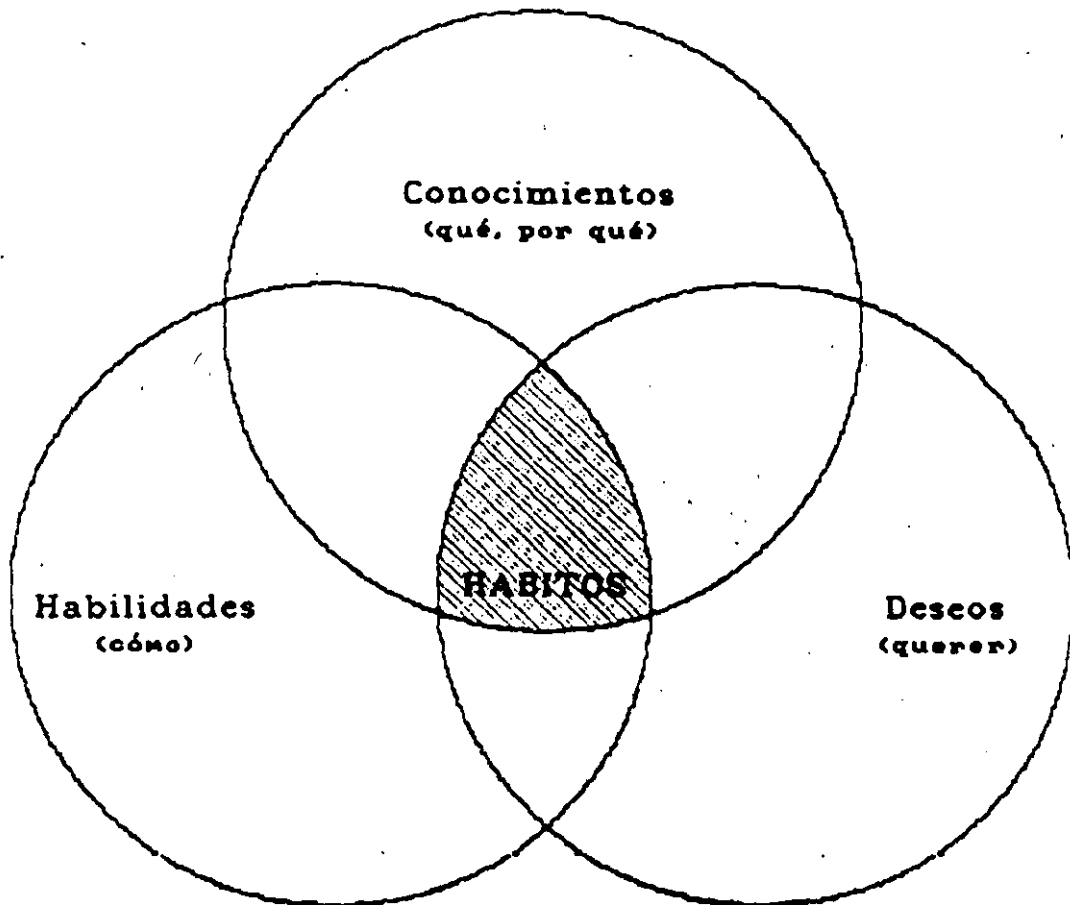 Conocimientos
(qué, por qué)
HABITOS
Habilidades
(cómo)
Deseos
(querer)